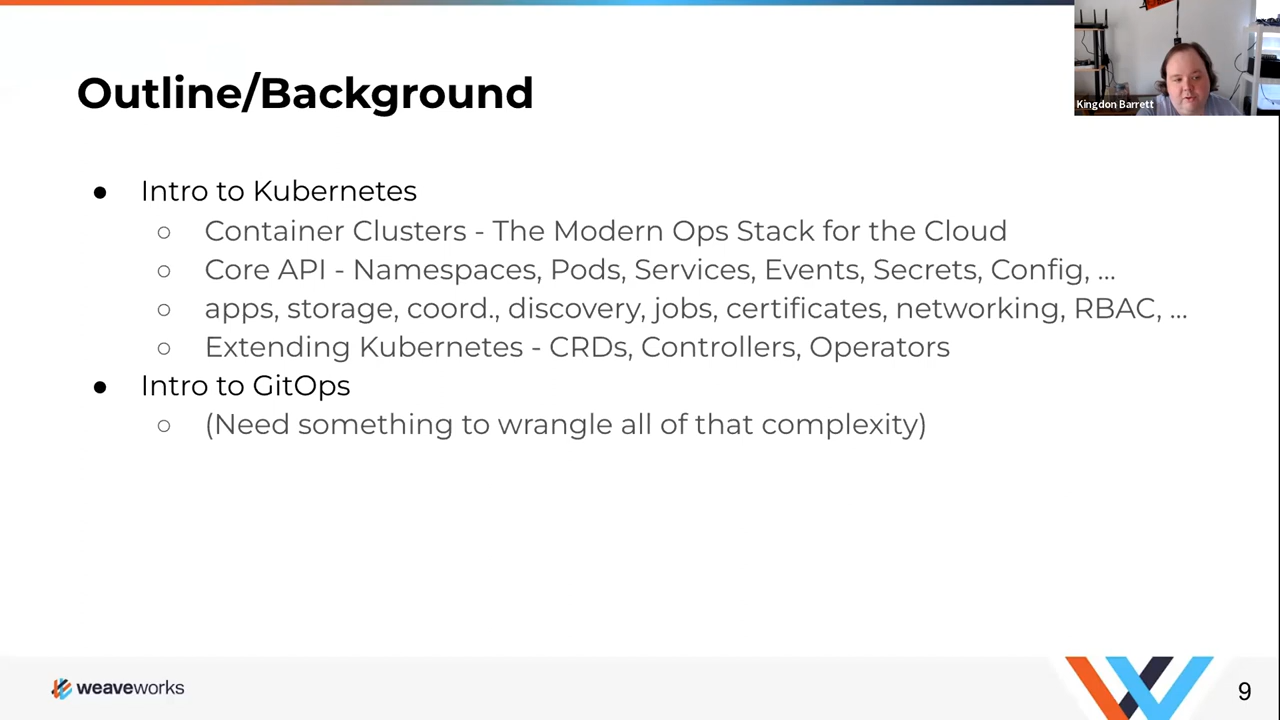 Outline/Background
Kingdon Barrett
● Intro to Kubernetes
○ Container Clusters - The Modern Ops Stack for the Cloud
○ Core API - Namespaces, Pods, Services, Events, Secrets, Config, ...
○ apps, storage, coord., discovery, jobs, certificates, networking, RBAC, ...
○ Extending Kubernetes - CRDs, Controllers, Operators
● Intro to GitOps
○ (Need something to wrangle all of that complexity)
weaveworks
9